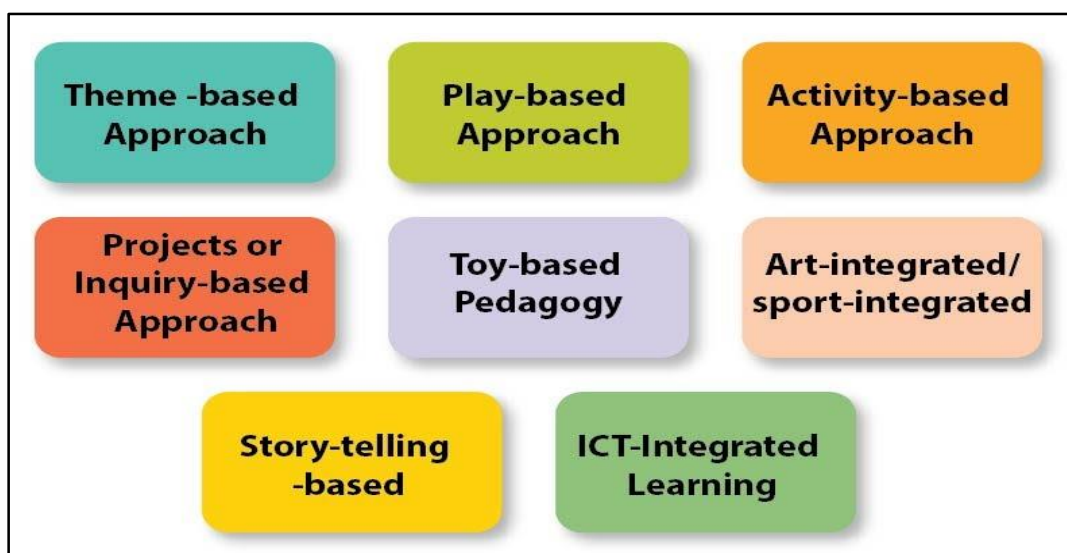 Theme -based
Approach
Play-based
Approach
Activity-based
Approach
Projects or
Inquiry-based
Approach
Toy-based
Pedagogy
Art-integrated/
sport-integrated
Story-telling
-based
ICT-Integrated
Learning